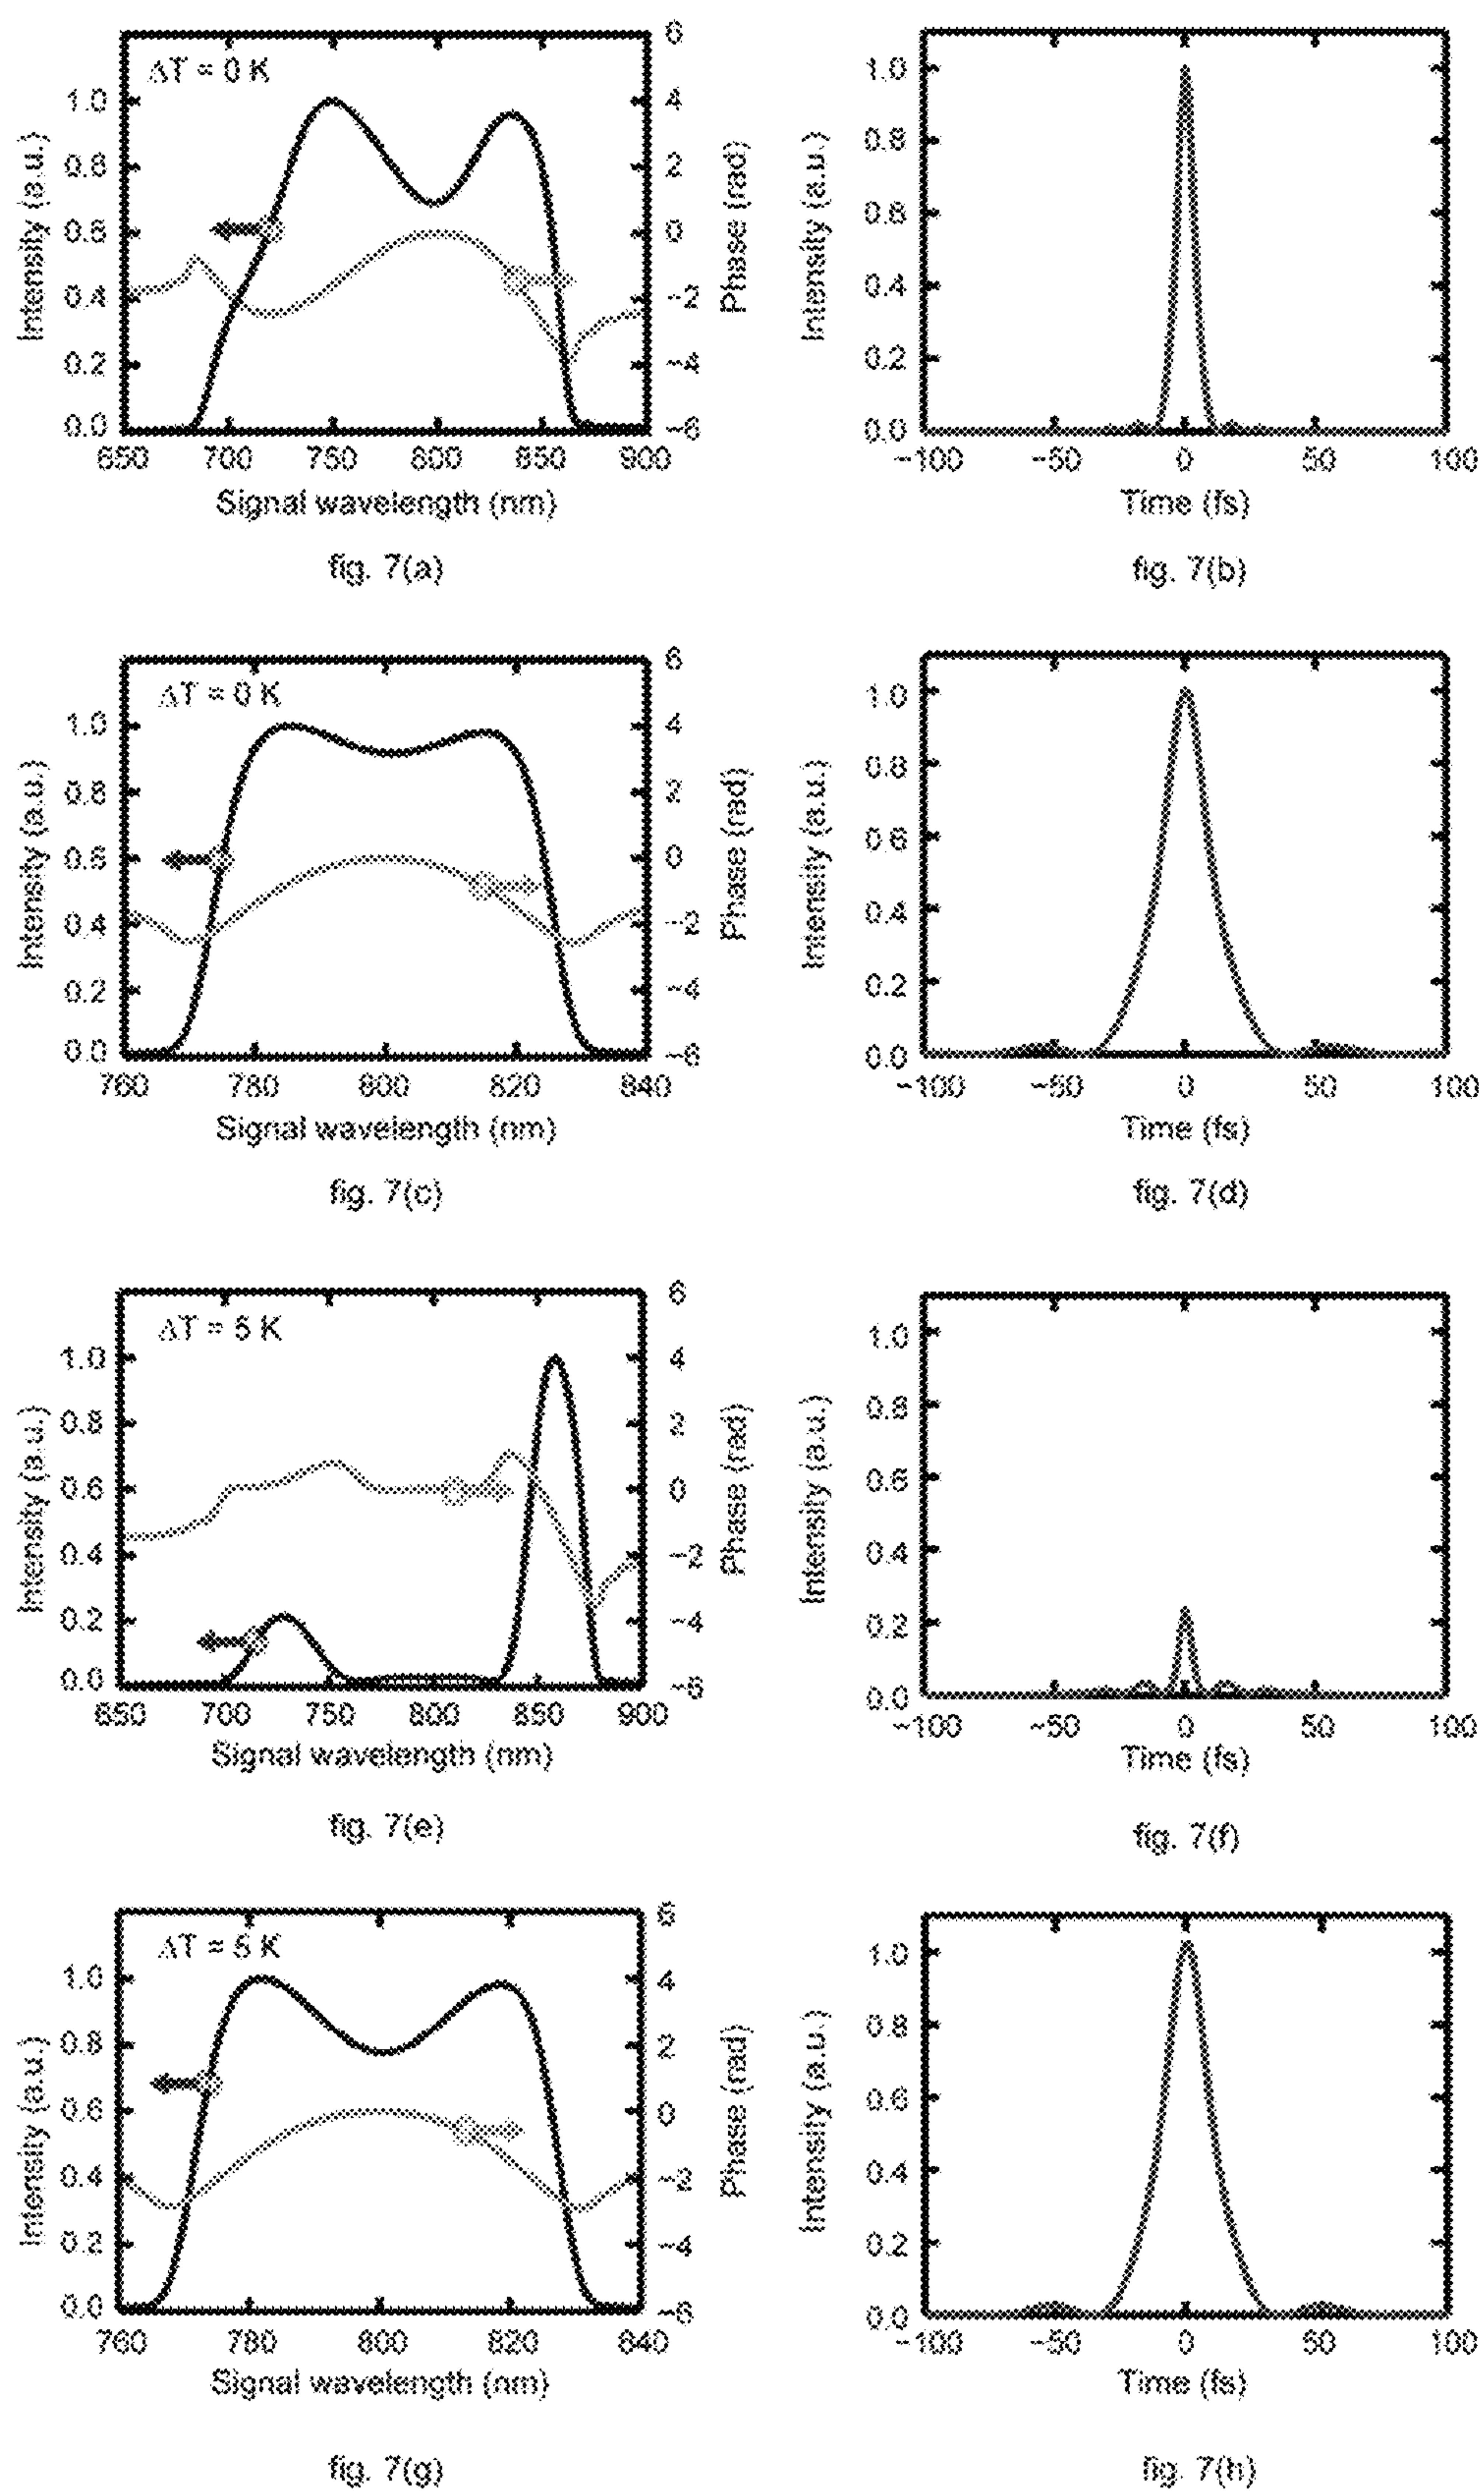 ΔT = 0 K
Intensity (a.u.)
1.0
0.8
0.6
0.4
0.2
0.0
650 700 750 800 850 900
Signal wavelength (nm)
6
4
2
0
−2
−4
−6
Phase (rad)
fig. 7(a)
Intensity (a.u.)
1.0
0.8
0.6
0.4
0.2
0.0
−100 −50 0 50 100
Time (fs)
fig. 7(b)
ΔT = 0 K
Intensity (a.u.)
1.0
0.8
0.6
0.4
0.2
0.0
760 780 800 820 840
Signal wavelength (nm)
6
4
2
0
−2
−4
−6
Phase (rad)
fig. 7(c)
Intensity (a.u.)
1.0
0.8
0.6
0.4
0.2
0.0
−100 −50 0 50 100
Time (fs)
fig. 7(d)
ΔT = 5 K
Intensity (a.u.)
1.0
0.8
0.6
0.4
0.2
0.0
650 700 750 800 850 900
Signal wavelength (nm)
6
4
2
0
−2
−4
−6
Phase (rad)
fig. 7(e)
Intensity (a.u.)
1.0
0.8
0.6
0.4
0.2
0.0
−100 −50 0 50 100
Time (fs)
fig. 7(f)
ΔT = 5 K
Intensity (a.u.)
1.0
0.8
0.6
0.4
0.2
0.0
760 780 800 820 840
Signal wavelength (nm)
6
4
2
0
−2
−4
−6
Phase (rad)
fig. 7(g)
Intensity (a.u.)
1.0
0.8
0.6
0.4
0.2
0.0
−100 −50 0 50 100
Time (fs)
fig. 7(h)